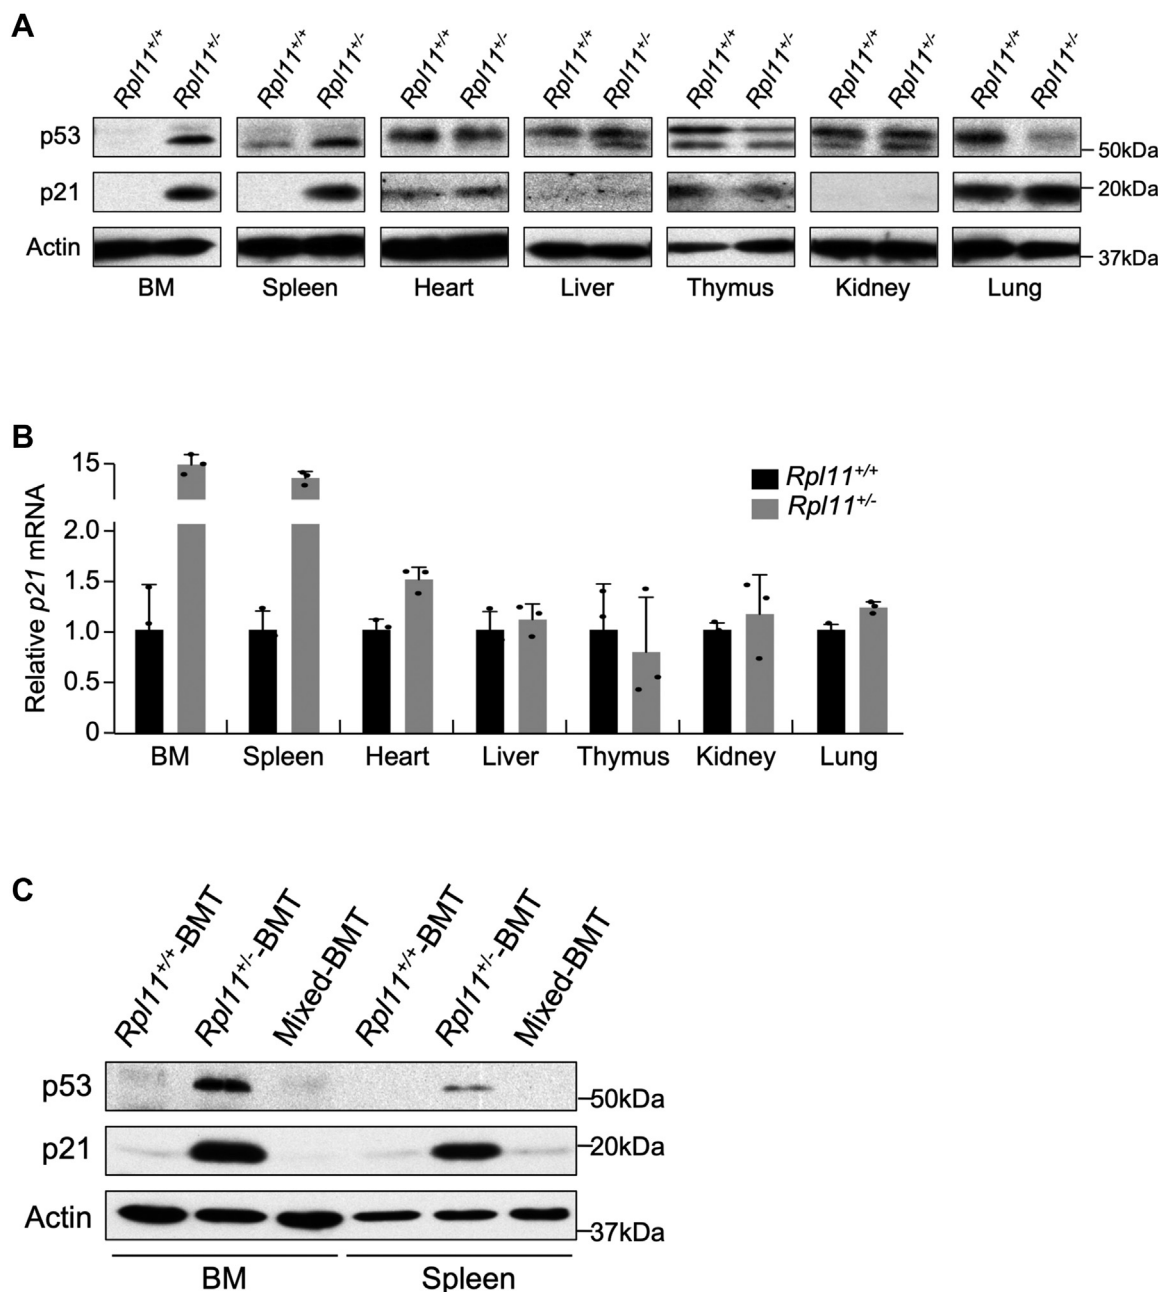 A
Rpl11+/+ Rpl11+/- Rpl11+/+ Rpl11+/- Rpl11+/+ Rpl11+/- Rpl11+/+ Rpl11+/- Rpl11+/+ Rpl11+/- Rpl11+/+ Rpl11+/- Rpl11+/+ Rpl11+/-
p53 50kDa
p21 20kDa
Actin 37kDa
BM Spleen Heart Liver Thymus Kidney Lung
B
Relative p21 mRNA
15
2.0
1.5
1.0
0.5
0
Rpl11+/+
Rpl11+/-
BM Spleen Heart Liver Thymus Kidney Lung
C
Rpl11+/+-BMT Rpl11+/--BMT Mixed-BMT Rpl11+/+-BMT Rpl11+/--BMT Mixed-BMT
p53 50kDa
p21 20kDa
Actin 37kDa
BM Spleen